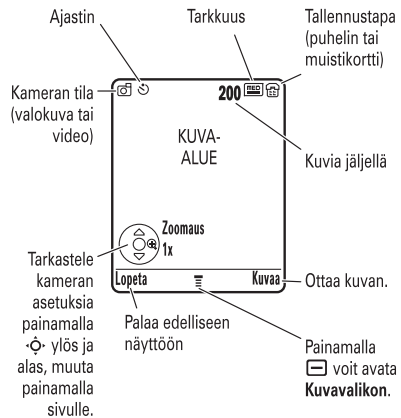 Ajastin
Tarkkuus
Tallennustapa
(puhelin tai
muistikortti)
Kameran tila
(valokuva tai
video)
200
MED
KUVA-
ALUE
Kuvia jäljellä
Zoomaus
1x
Tarkastele
kameran
asetuksia
painamalla
ylös ja
alas, muuta
painamalla
sivulle.
Lopeta
Kuvaa
Ottaa kuvan.
Palaa edelliseen
näyttöön
Painamalla
voit avata
Kuvavalikon.